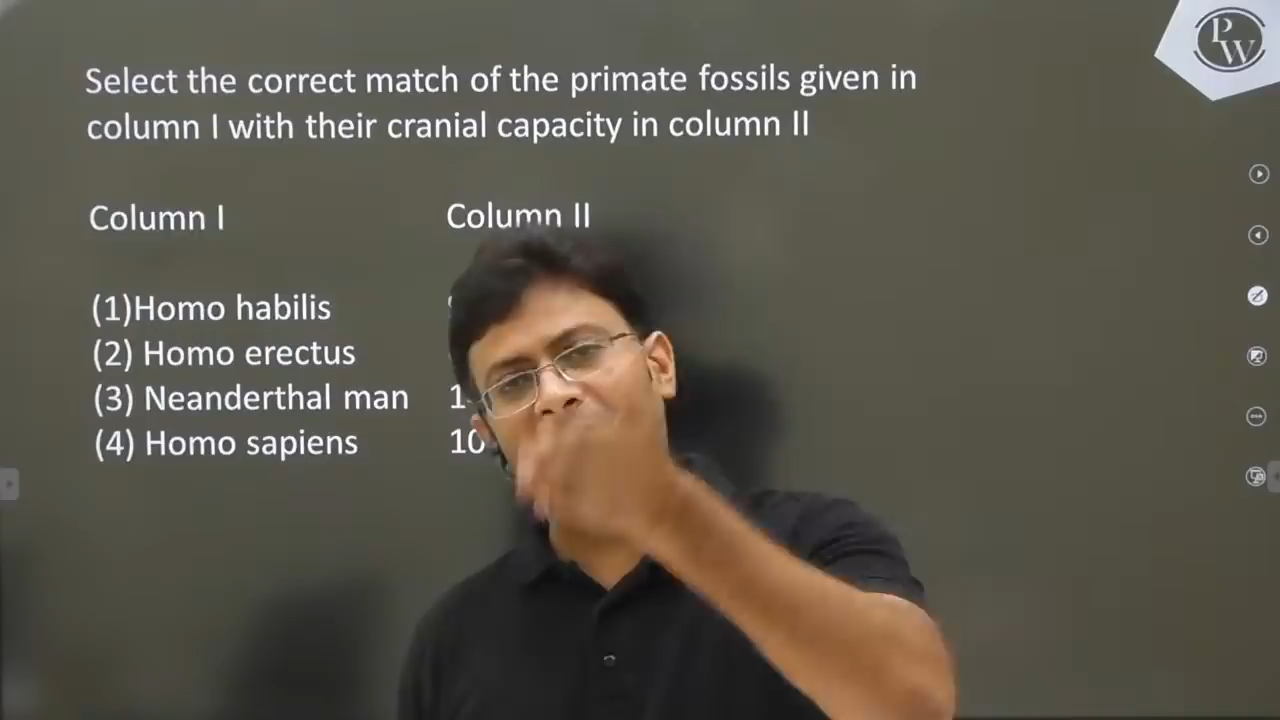 PW
Select the correct match of the primate fossils given in
column I with their cranial capacity in column II
Column I Column II
(1)Homo habilis
(2) Homo erectus
(3) Neanderthal man
(4) Homo sapiens